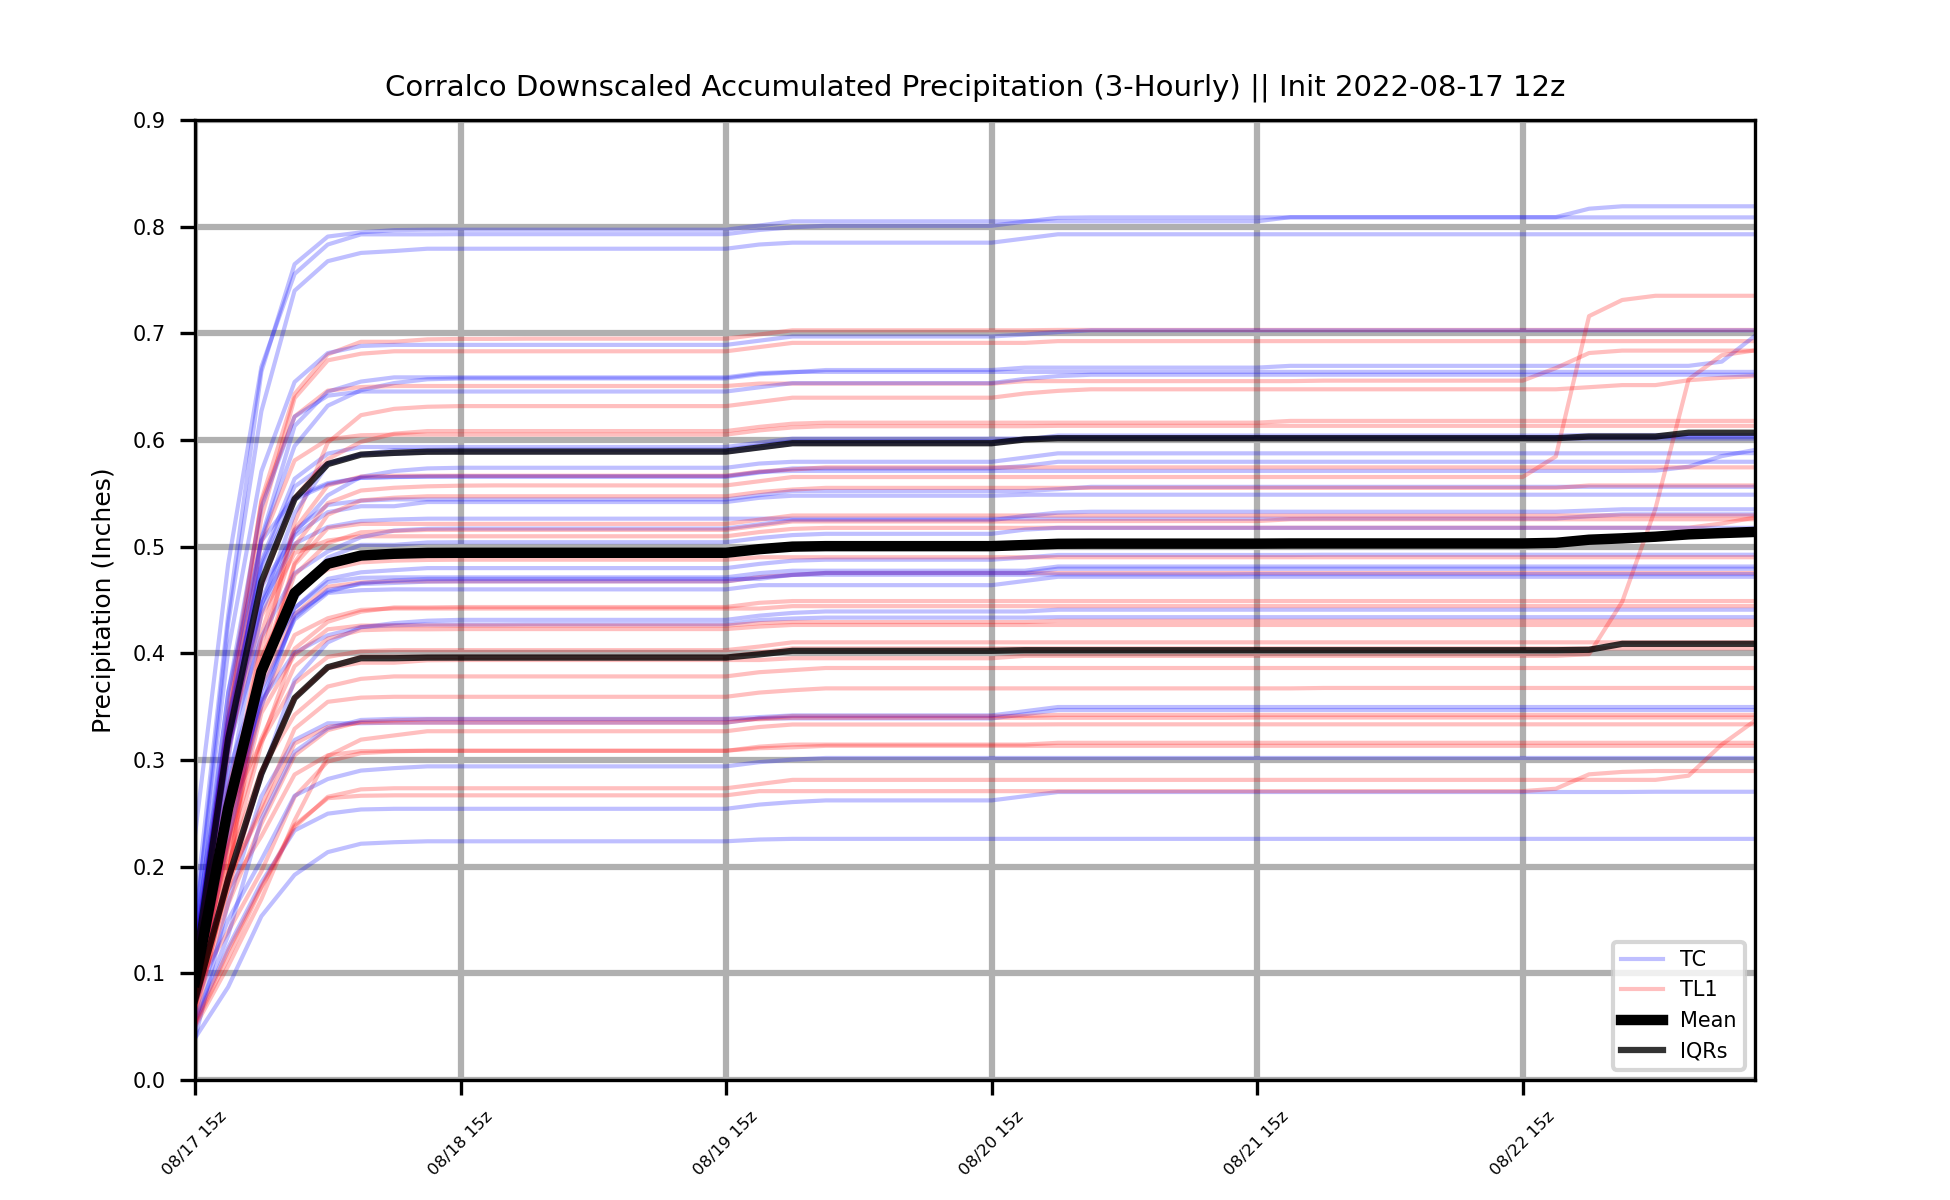 Corralco Downscaled Accumulated Precipitation (3-Hourly) || Init 2022-08-17 12z
0.9
0.8
0.7
0.6
0.5
0.4
0.3
0.2
0.1
0.0
Precipitation (Inches)
TC
TL1
Mean
IQRs
08/17 15z
08/18 15z
08/19 15z
08/20 15z
08/21 15z
08/22 15z